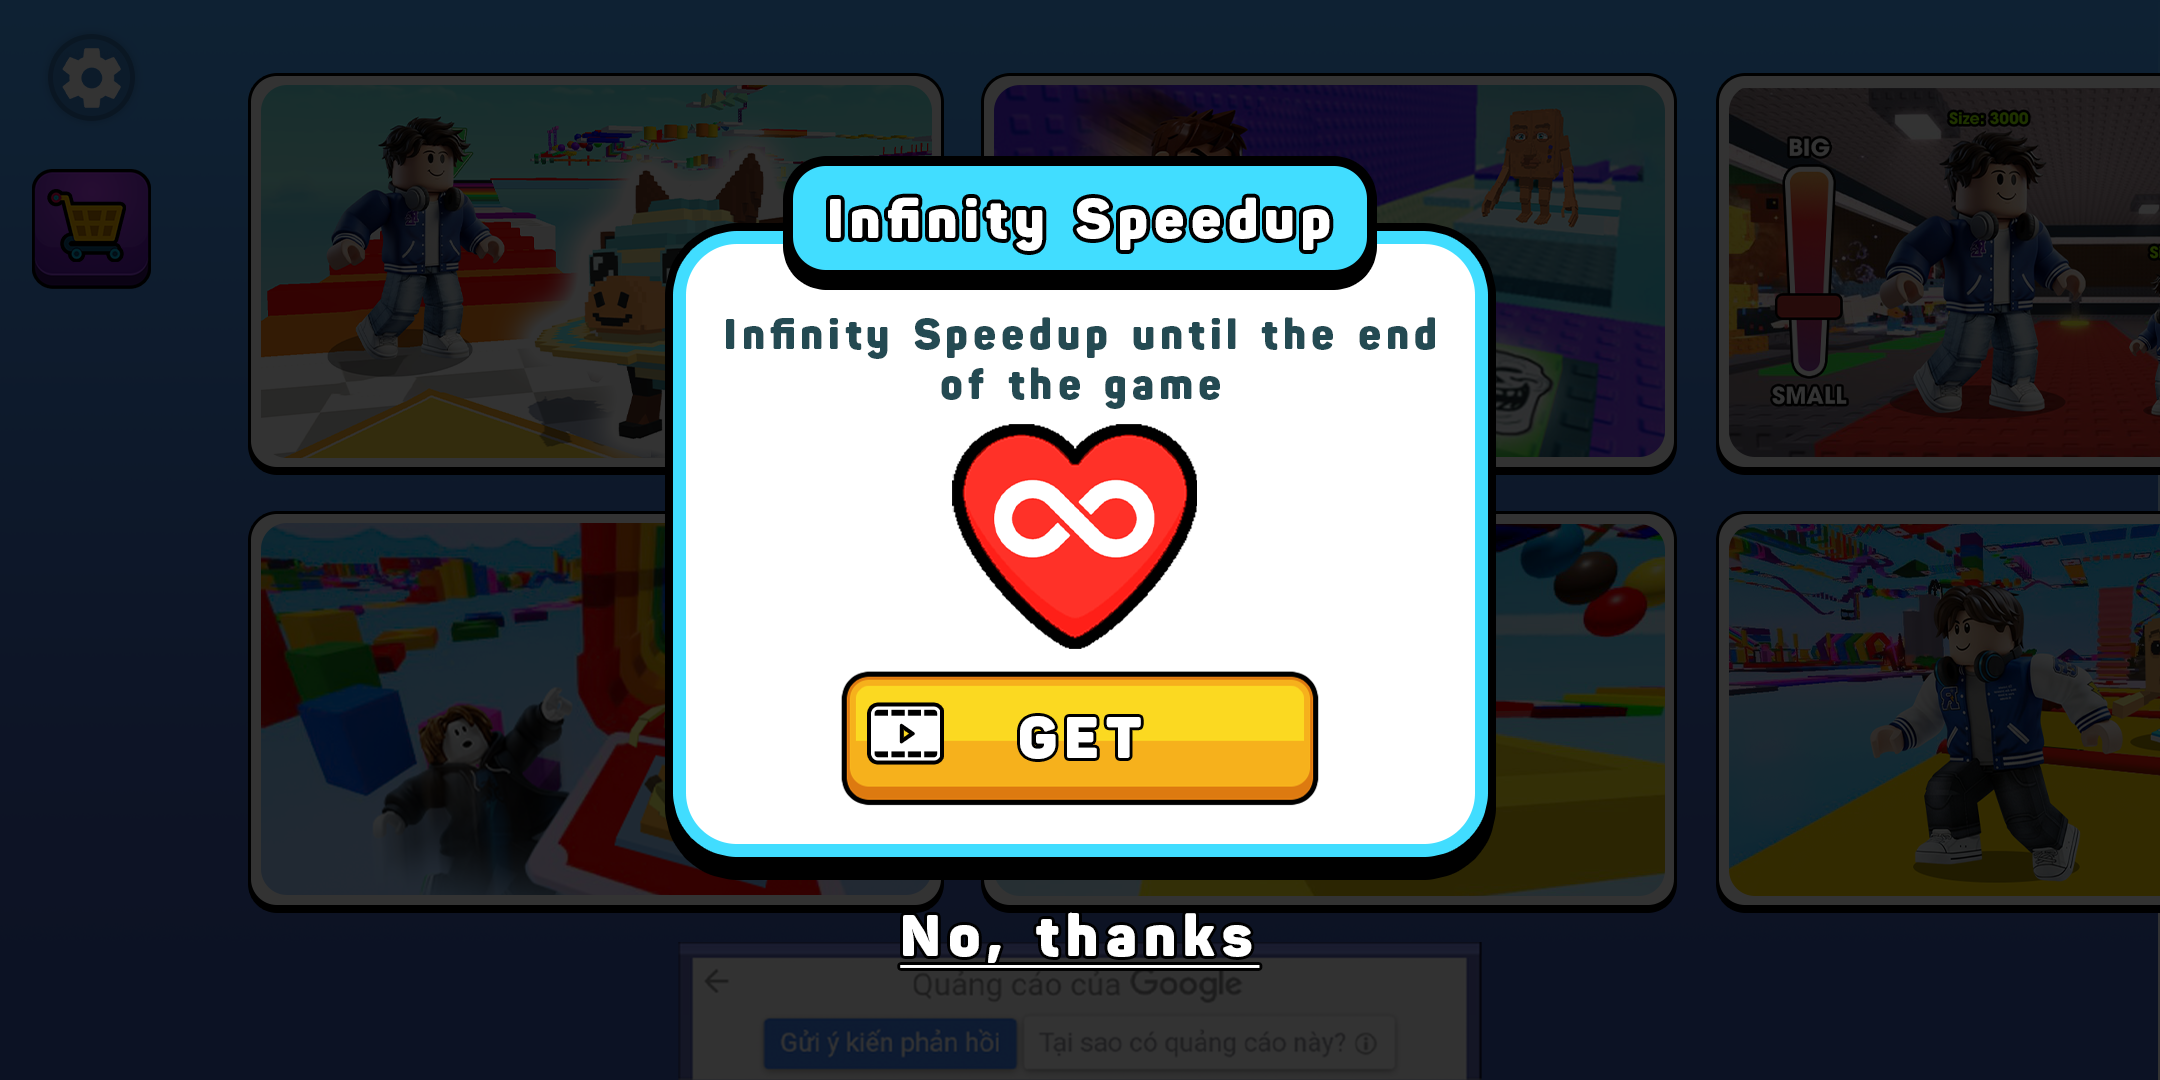 Size: 3000
BIG
SMALL
Infinity Speedup
Infinity Speedup until the end
of the game
GET
No, thanks
Quảng cáo của Google
Gửi ý kiến phản hồi
Tại sao có quảng cáo này?